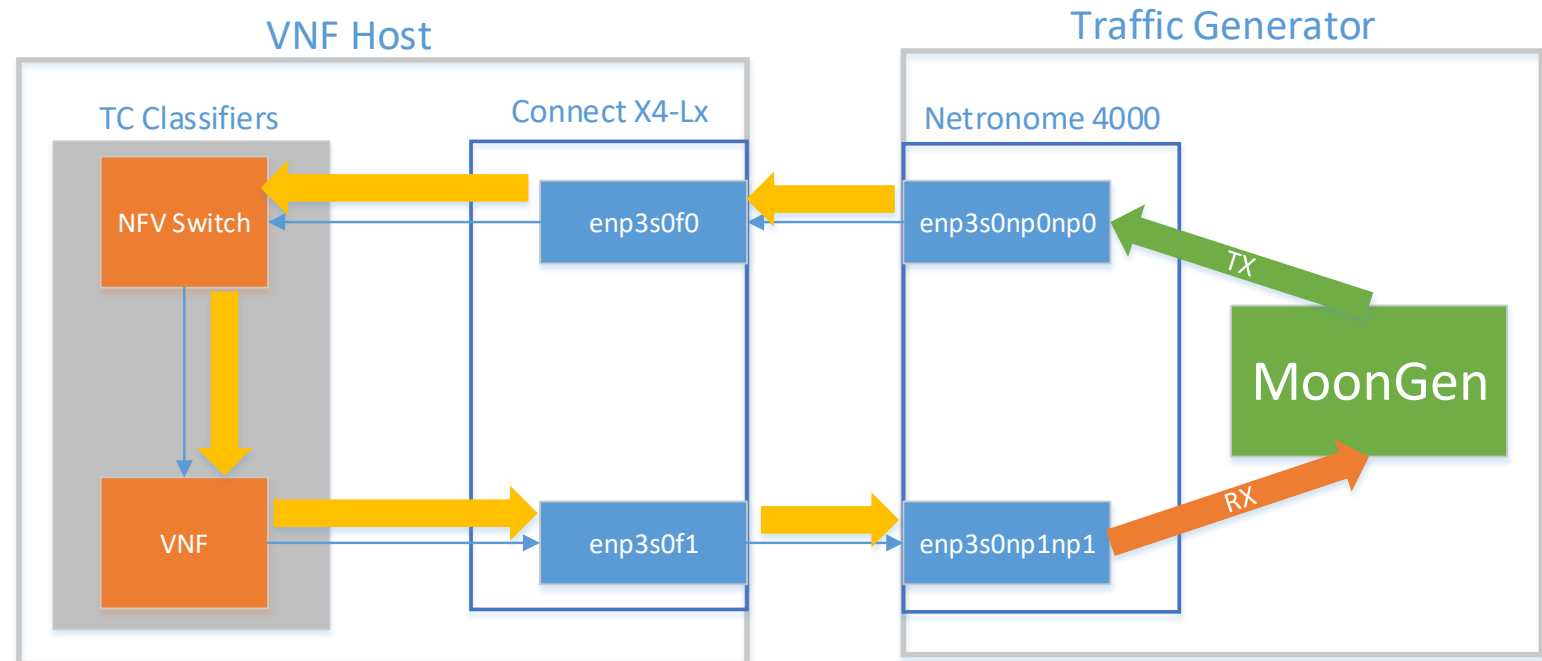 VNF Host
Traffic Generator
TC Classifiers
Connect X4-Lx
Netronome 4000
NFV Switch
enp3s0f0
enp3s0np0np0
TX
MoonGen
RX
VNF
enp3s0f1
enp3s0np1np1